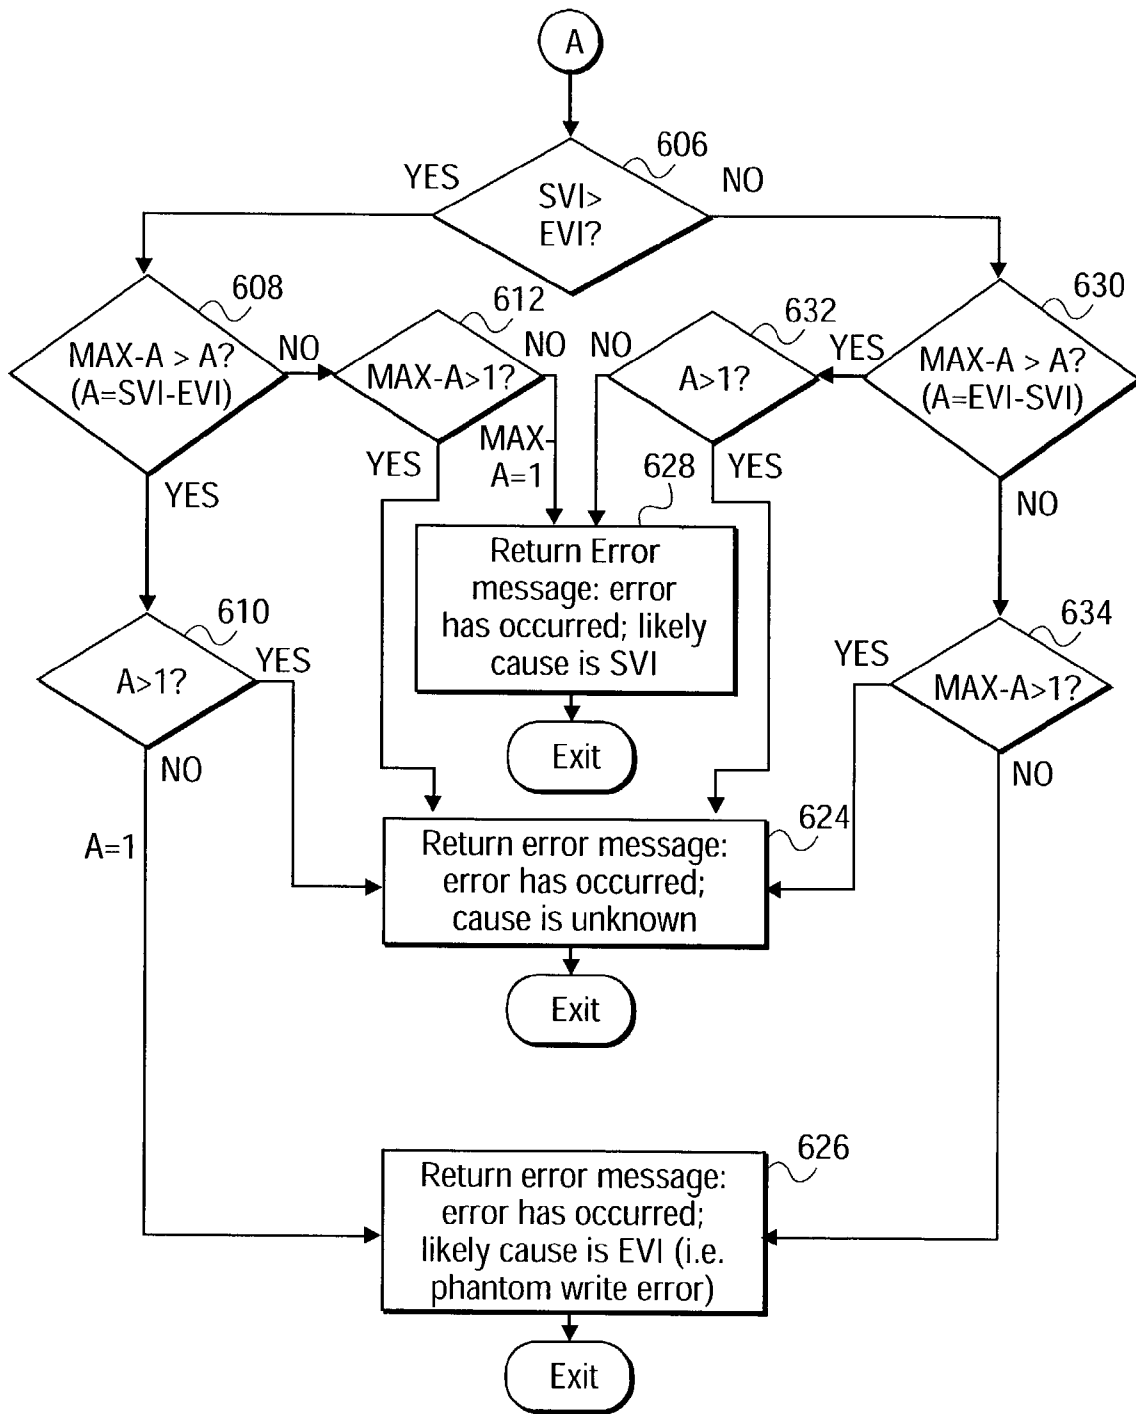 A
606
YES
NO
SVI>
EVI?
608
612
632
630
MAX-A > A?
(A=SVI-EVI)
NO
MAX-A>1?
NO
NO
A>1?
YES
MAX-A > A?
(A=EVI-SVI)
YES
YES
MAX-
A=1
628
YES
NO
Return Error
message: error
has occurred; likely
cause is SVI
610
A>1?
YES
634
YES
MAX-A>1?
Exit
NO
NO
A=1
624
Return error message:
error has occurred;
cause is unknown
Exit
626
Return error message:
error has occurred;
likely cause is EVI (i.e.
phantom write error)
Exit